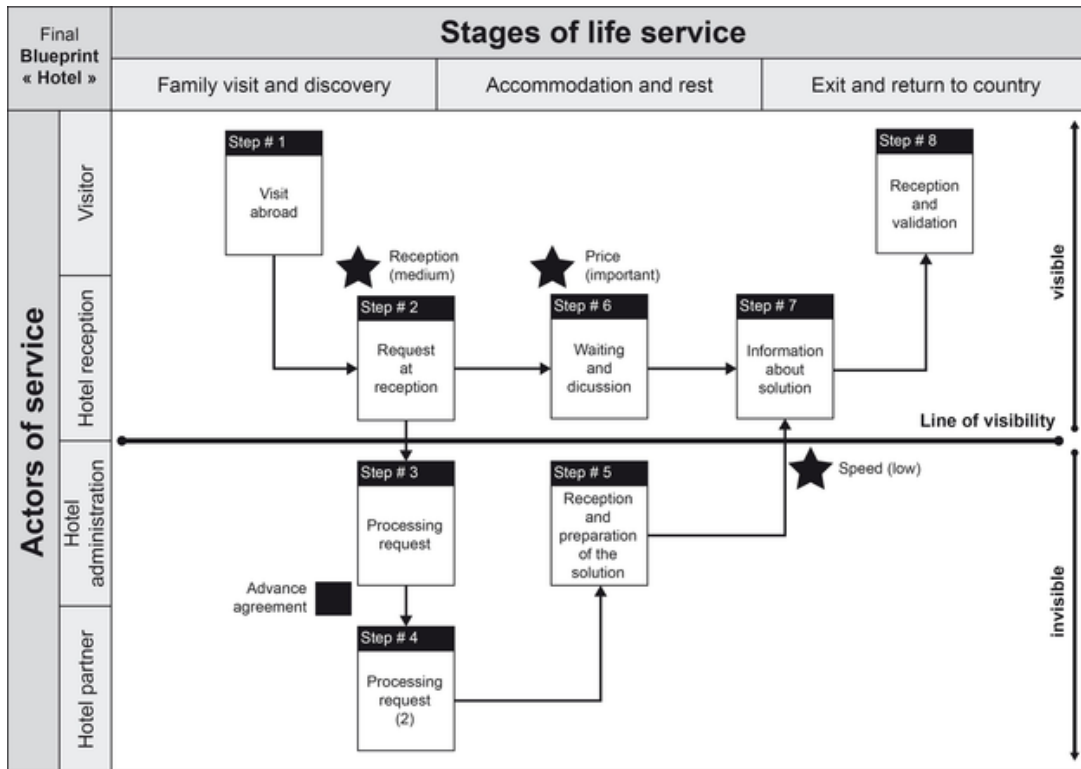 Final
Blueprint
« Hotel »
Stages of life service
Family visit and discovery
Accommodation and rest
Exit and return to country
Actors of service
Visitor
Hotel reception
Hotel
administration
Hotel partner
Step # 1
Visit
abroad
Step # 8
Reception
and
validation
Reception
(medium)
Price
(important)
Step # 2
Request
at
reception
Step # 6
Waiting
and
dicussion
Step # 7
Information
about
solution
visible
Line of visibility
Step # 3
Processing
request
Step # 5
Reception
and
preparation
of the
solution
Speed (low)
Advance
agreement
Step # 4
Processing
request
(2)
invisible